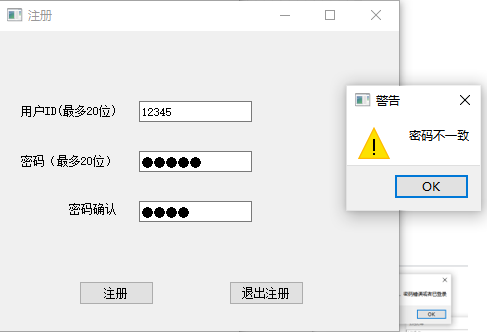 注册
用户ID(最多20位)
12345
密码（最多20位）
●●●●●
密码确认
●●●●
注册
退出注册
警告
密码不一致
OK